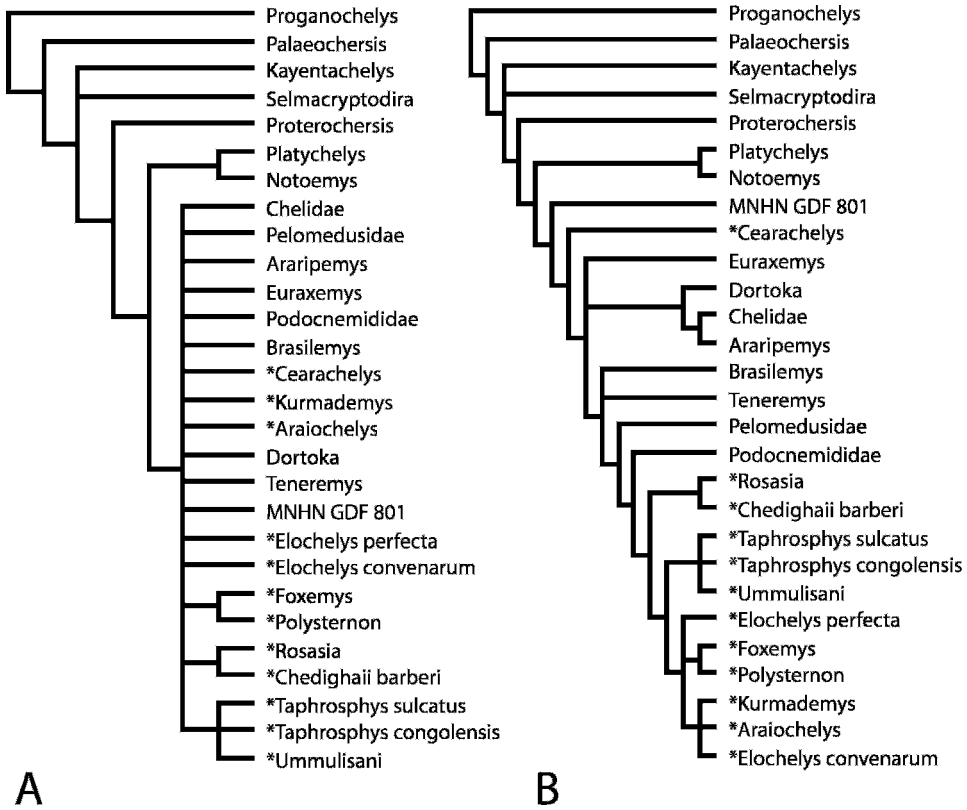 Proganochelys
Palaeochersis
Kayentachelys
Selmacryptodira
Proterochersis
Platychelys
Notoemys
Chelidae
Pelomedusidae
Araripemys
Euraxemys
Podocnemididae
Brasilemys
*Cearachelys
*Kurmademys
*Araiochelys
Dortoka
Teneremys
MNHN GDF 801
*Elochelys perfecta
*Elochelys convenarum
*Foxemys
*Polysternon
*Rosasia
*Chedighaii barberi
*Taphrosphys sulcatus
*Taphrosphys congolensis
*Ummulisani
A
Proganochelys
Palaeochersis
Kayentachelys
Selmacryptodira
Proterochersis
Platychelys
Notoemys
MNHN GDF 801
*Cearachelys
Euraxemys
Dortoka
Chelidae
Araripemys
Brasilemys
Teneremys
Pelomedusidae
Podocnemididae
*Rosasia
*Chedighaii barberi
*Taphrosphys sulcatus
*Taphrosphys congolensis
*Ummulisani
*Elochelys perfecta
*Foxemys
*Polysternon
*Kurmademys
*Araiochelys
*Elochelys convenarum
B